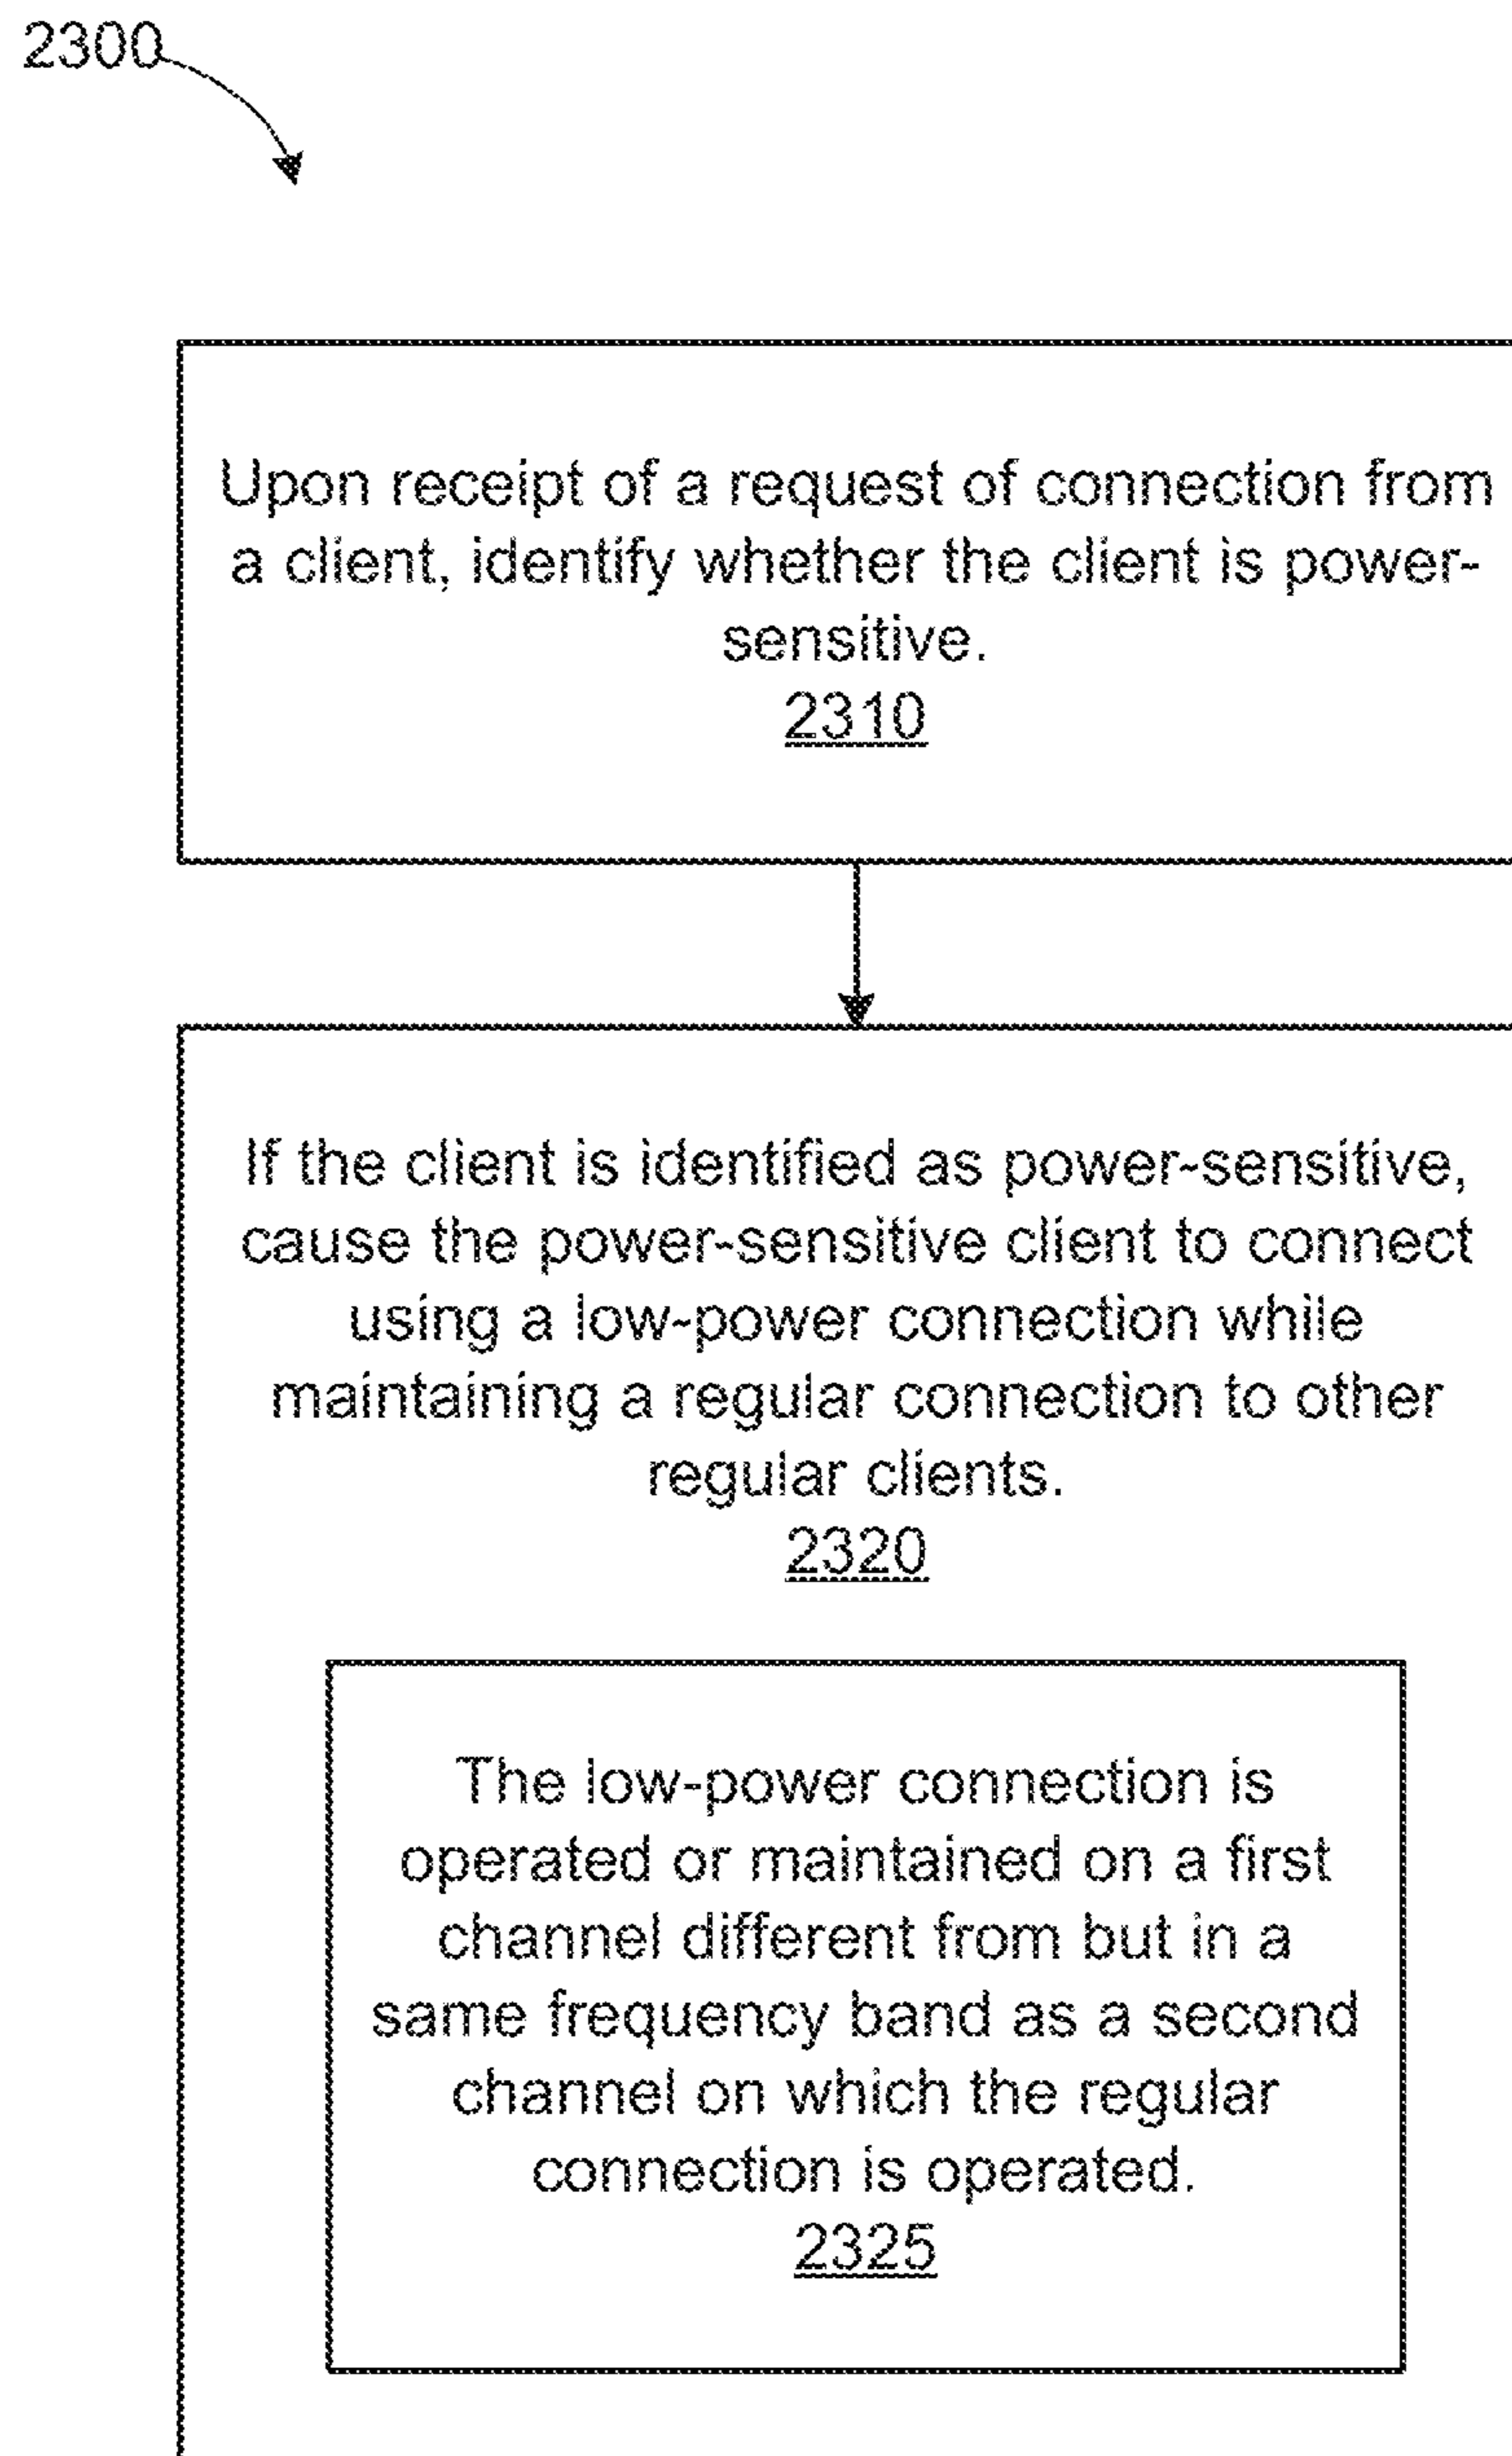 2300
Upon receipt of a request of connection from
a client, identify whether the client is power-
sensitive.
2310
If the client is identified as power-sensitive,
cause the power-sensitive client to connect
using a low-power connection while
maintaining a regular connection to other
regular clients.
2320
The low-power connection is
operated or maintained on a first
channel different from but in a
same frequency band as a second
channel on which the regular
connection is operated.
2325